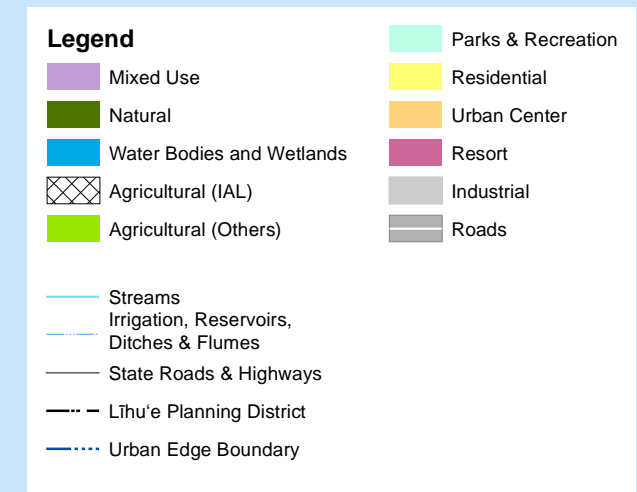 Legend
Mixed Use
Natural
Water Bodies and Wetlands
Agricultural (IAL)
Agricultural (Others)
Parks & Recreation
Residential
Urban Center
Resort
Industrial
Roads
Streams
Irrigation, Reservoirs,
Ditches & Flumes
State Roads & Highways
Līhu‘e Planning District
Urban Edge Boundary